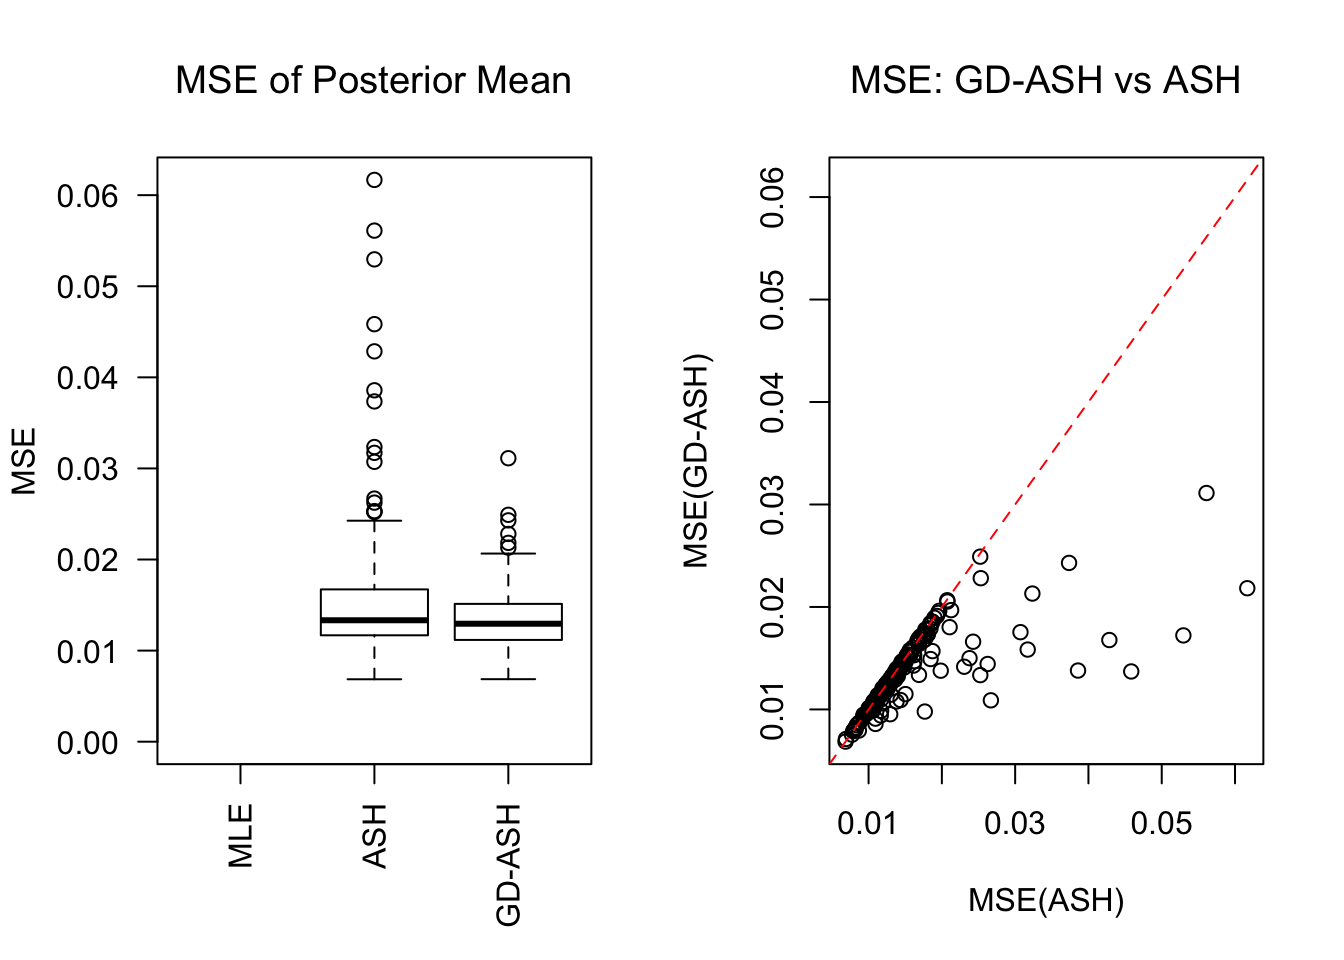 MSE of Posterior Mean
MSE
0.06
0.05
0.04
0.03
0.02
0.01
0.00
MLE
ASH
GD-ASH
MSE: GD-ASH vs ASH
MSE(GD-ASH)
0.06
0.05
0.04
0.03
0.02
0.01
0.01 0.03 0.05
MSE(ASH)